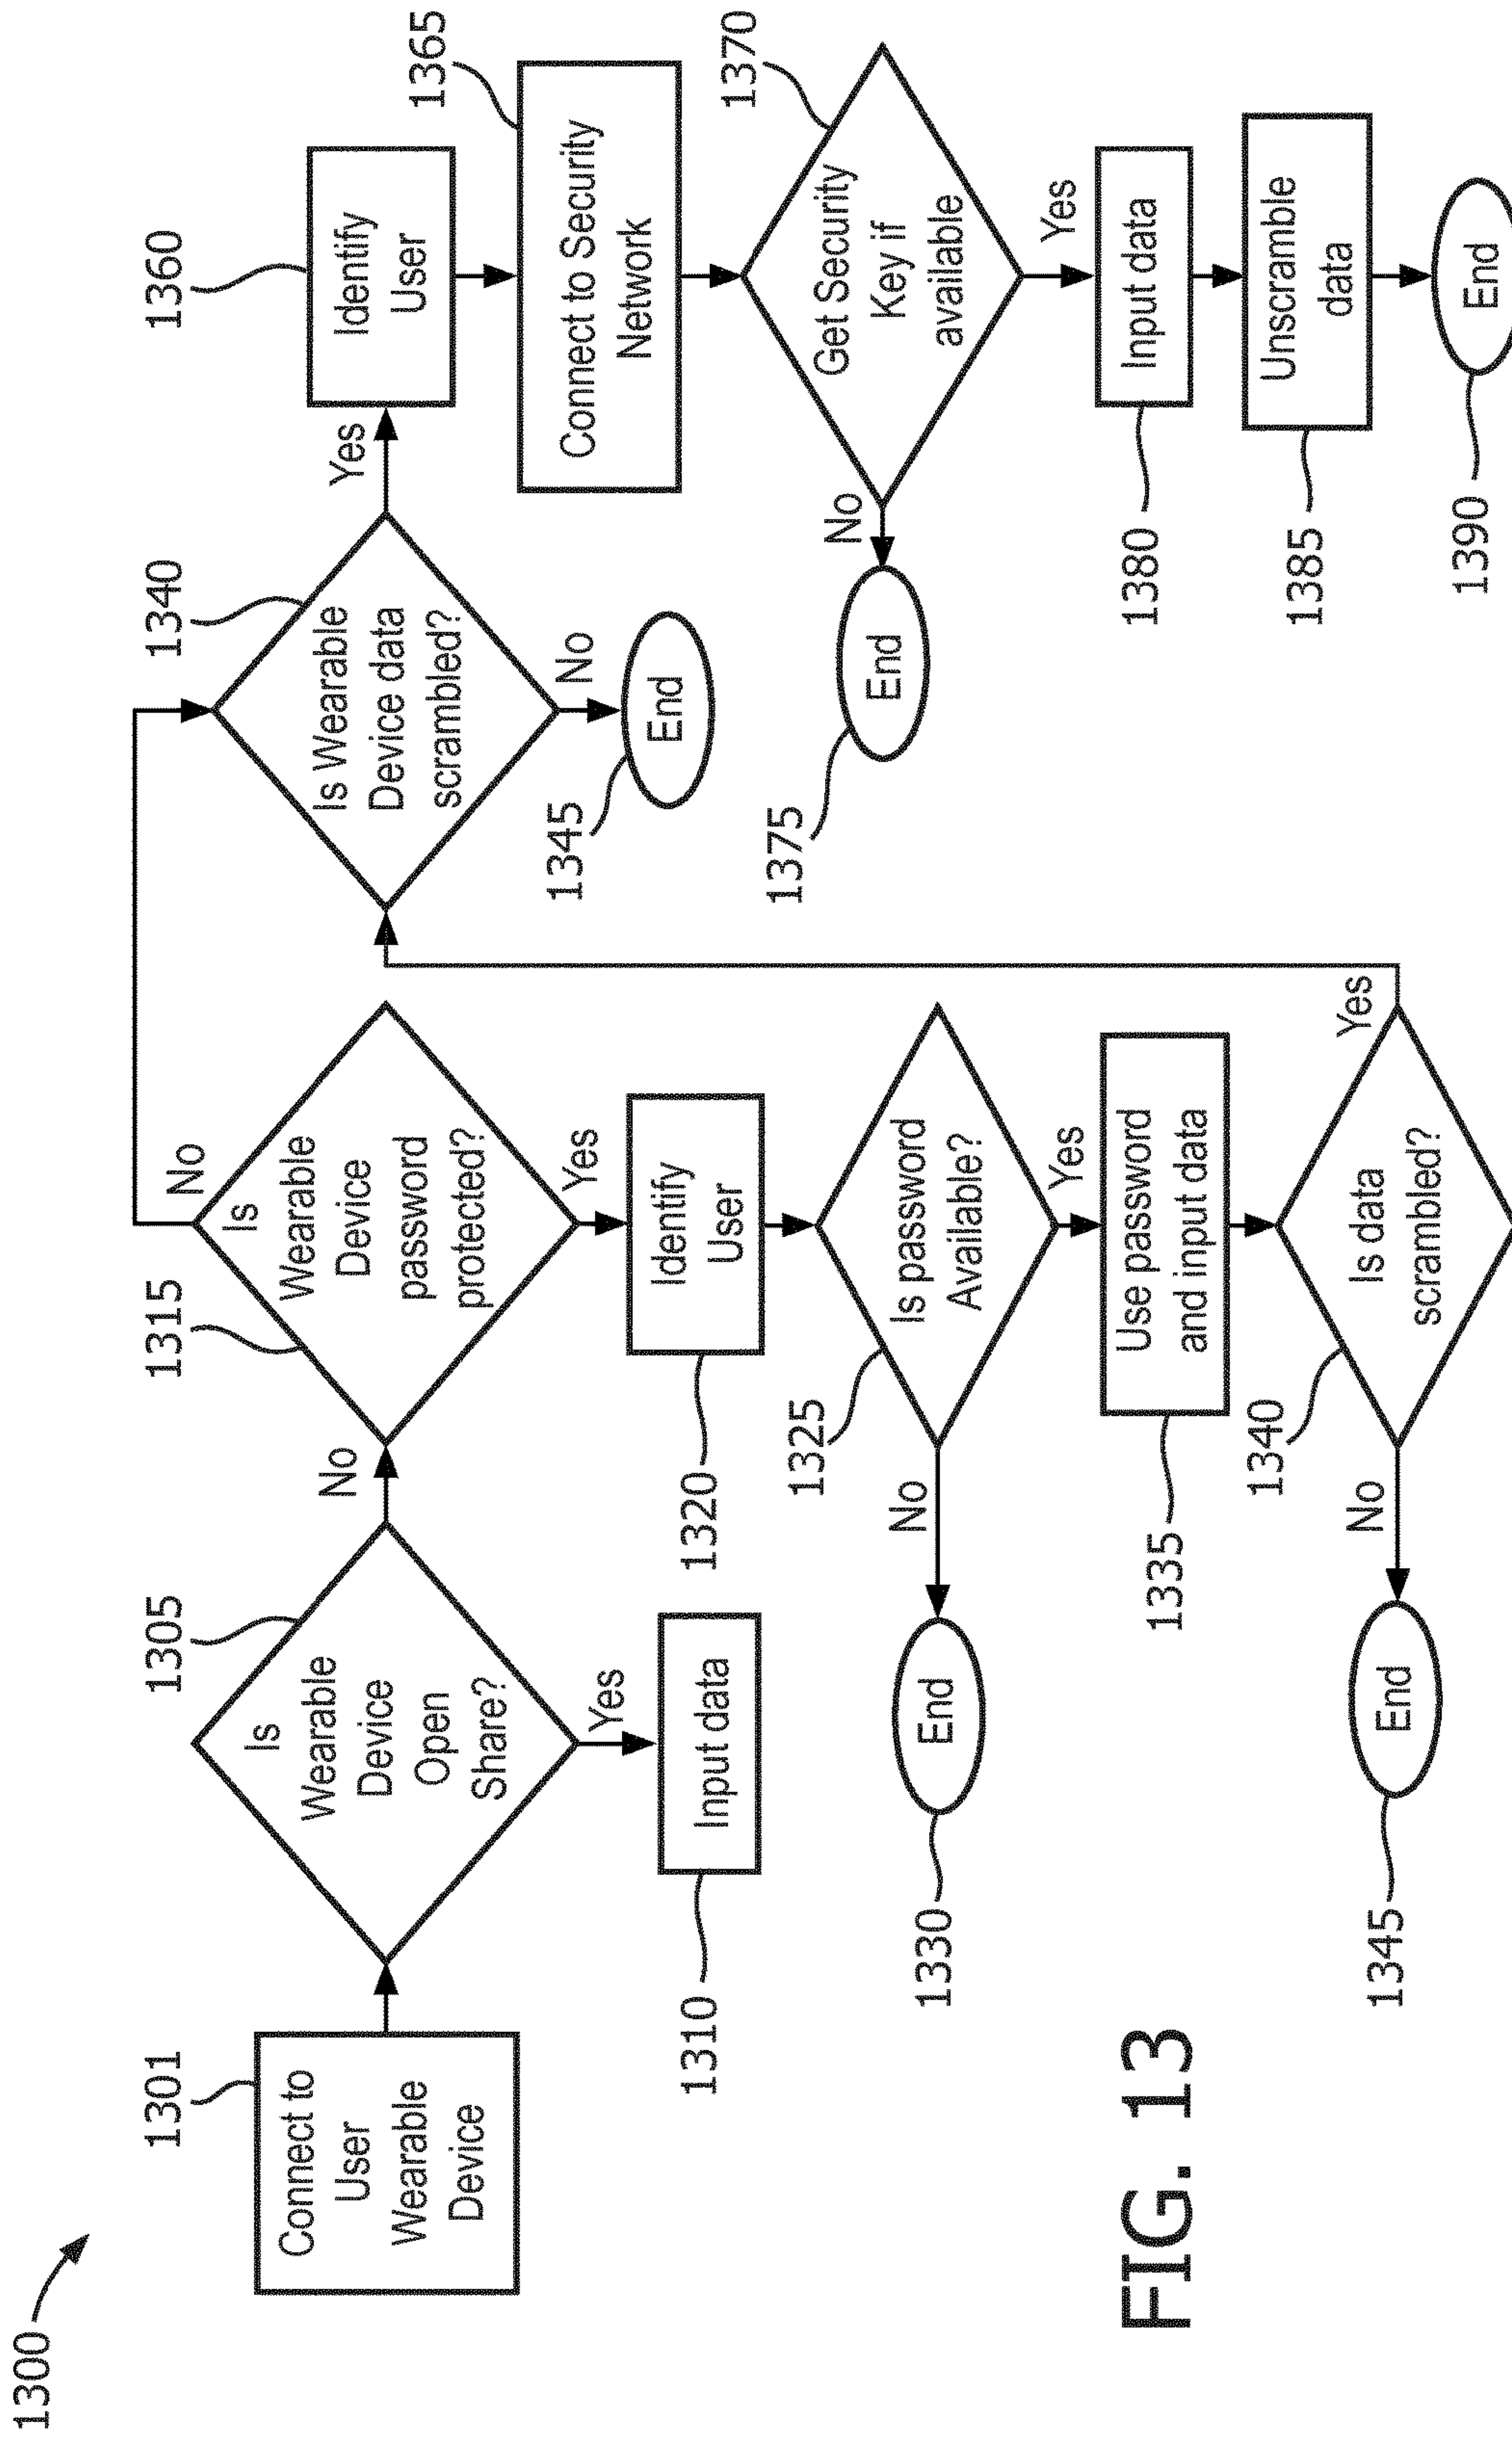 1300
1301
Connect to
User
Wearable
Device
1305
Is
Wearable
Device
Open
Share?
Yes
No
1310
Input data
1315
Is
Wearable
Device
password
protected?
No
Yes
1320
Identify
User
1325
Is password
Available?
No
Yes
1330
End
1335
Use password
and input data
1340
Is data
scrambled?
No
Yes
1345
End
1340
Is Wearable
Device data
scrambled?
Yes
No
1345
End
1360
Identify
User
1365
Connect to Security
Network
1370
Get Security
Key if
available
No
Yes
1375
End
1380
Input data
1385
Unscramble
data
1390
End
FIG. 13